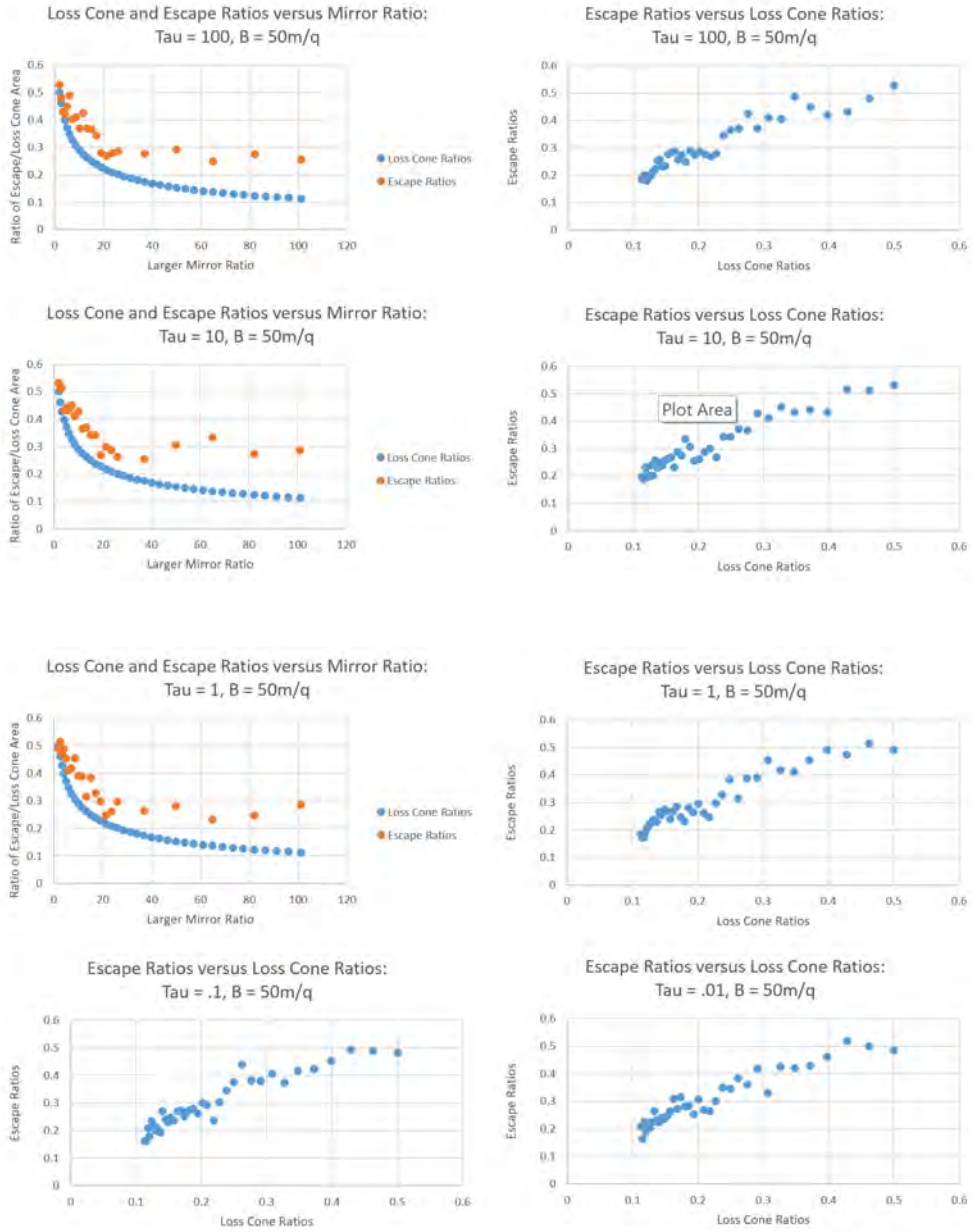 Loss Cone and Escape Ratios versus Mirror Ratio:
Tau = 100, B = 50m/q
Ratio of Escape/Loss Cone Area
0.6
0.5
0.4
0.3
0.2
0.1
0
0 20 40 60 80 100 120
Larger Mirror Ratio
Loss Cone Ratios
Escape Ratios
Escape Ratios versus Loss Cone Ratios:
Tau = 100, B = 50m/q
Escape Ratios
0.6
0.5
0.4
0.3
0.2
0.1
0
0 0.1 0.2 0.3 0.4 0.5 0.6
Loss Cone Ratios
Loss Cone and Escape Ratios versus Mirror Ratio:
Tau = 10, B = 50m/q
Ratio of Escape/Loss Cone Area
0.6
0.5
0.4
0.3
0.2
0.1
0
0 20 40 60 80 100 120
Larger Mirror Ratio
Loss Cone Ratios
Escape Ratios
Escape Ratios versus Loss Cone Ratios:
Tau = 10, B = 50m/q
Escape Ratios
0.6
0.5
0.4
0.3
0.2
0.1
0
Plot Area
0 0.1 0.2 0.3 0.4 0.5 0.6
Loss Cone Ratios
Loss Cone and Escape Ratios versus Mirror Ratio:
Tau = 1, B = 50m/q
Ratio of Escape/Loss Cone Area
0.6
0.5
0.4
0.3
0.2
0.1
0
0 20 40 60 80 100 120
Larger Mirror Ratio
Loss Cone Ratios
Escape Ratios
Escape Ratios versus Loss Cone Ratios:
Tau = 1, B = 50m/q
Escape Ratios
0.6
0.5
0.4
0.3
0.2
0.1
0
0 0.1 0.2 0.3 0.4 0.5 0.6
Loss Cone Ratios
Escape Ratios versus Loss Cone Ratios:
Tau = .1, B = 50m/q
Escape Ratios
0.6
0.5
0.4
0.3
0.2
0.1
0
0 0.1 0.2 0.3 0.4 0.5 0.6
Loss Cone Ratios
Escape Ratios versus Loss Cone Ratios:
Tau = .01, B = 50m/q
Escape Ratios
0.6
0.5
0.4
0.3
0.2
0.1
0
0 0.1 0.2 0.3 0.4 0.5 0.6
Loss Cone Ratios